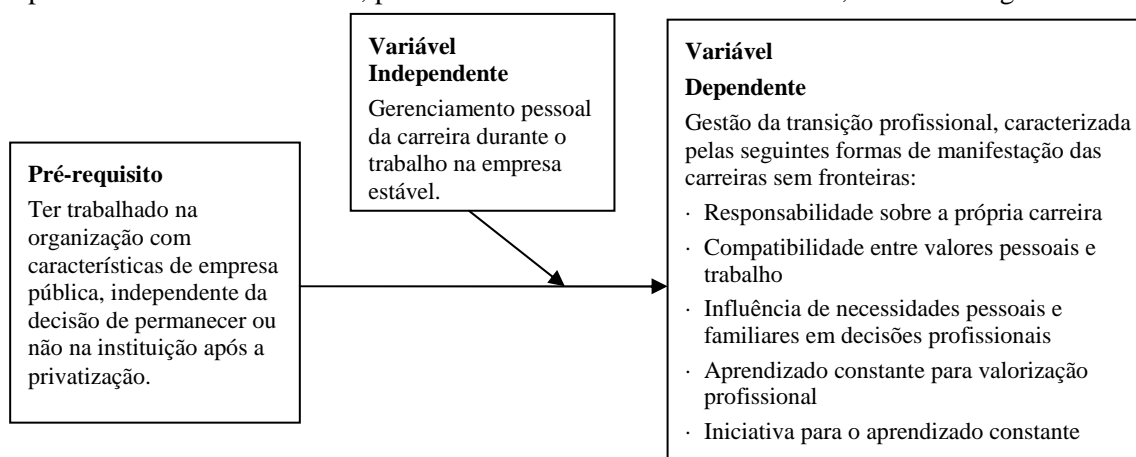 Variável
Independente
Gerenciamento pessoal
da carreira durante o
trabalho na empresa
estável.
Variável
Dependente
Gestão da transição profissional, caracterizada
pelas seguintes formas de manifestação das
carreiras sem fronteiras:
· Responsabilidade sobre a própria carreira
· Compatibilidade entre valores pessoais e
trabalho
· Influência de necessidades pessoais e
familiares em decisões profissionais
· Aprendizado constante para valorização
profissional
· Iniciativa para o aprendizado constante
Pré-requisito
Ter trabalhado na
organização com
características de empresa
pública, independente da
decisão de permanecer ou
não na instituição após a
privatização.